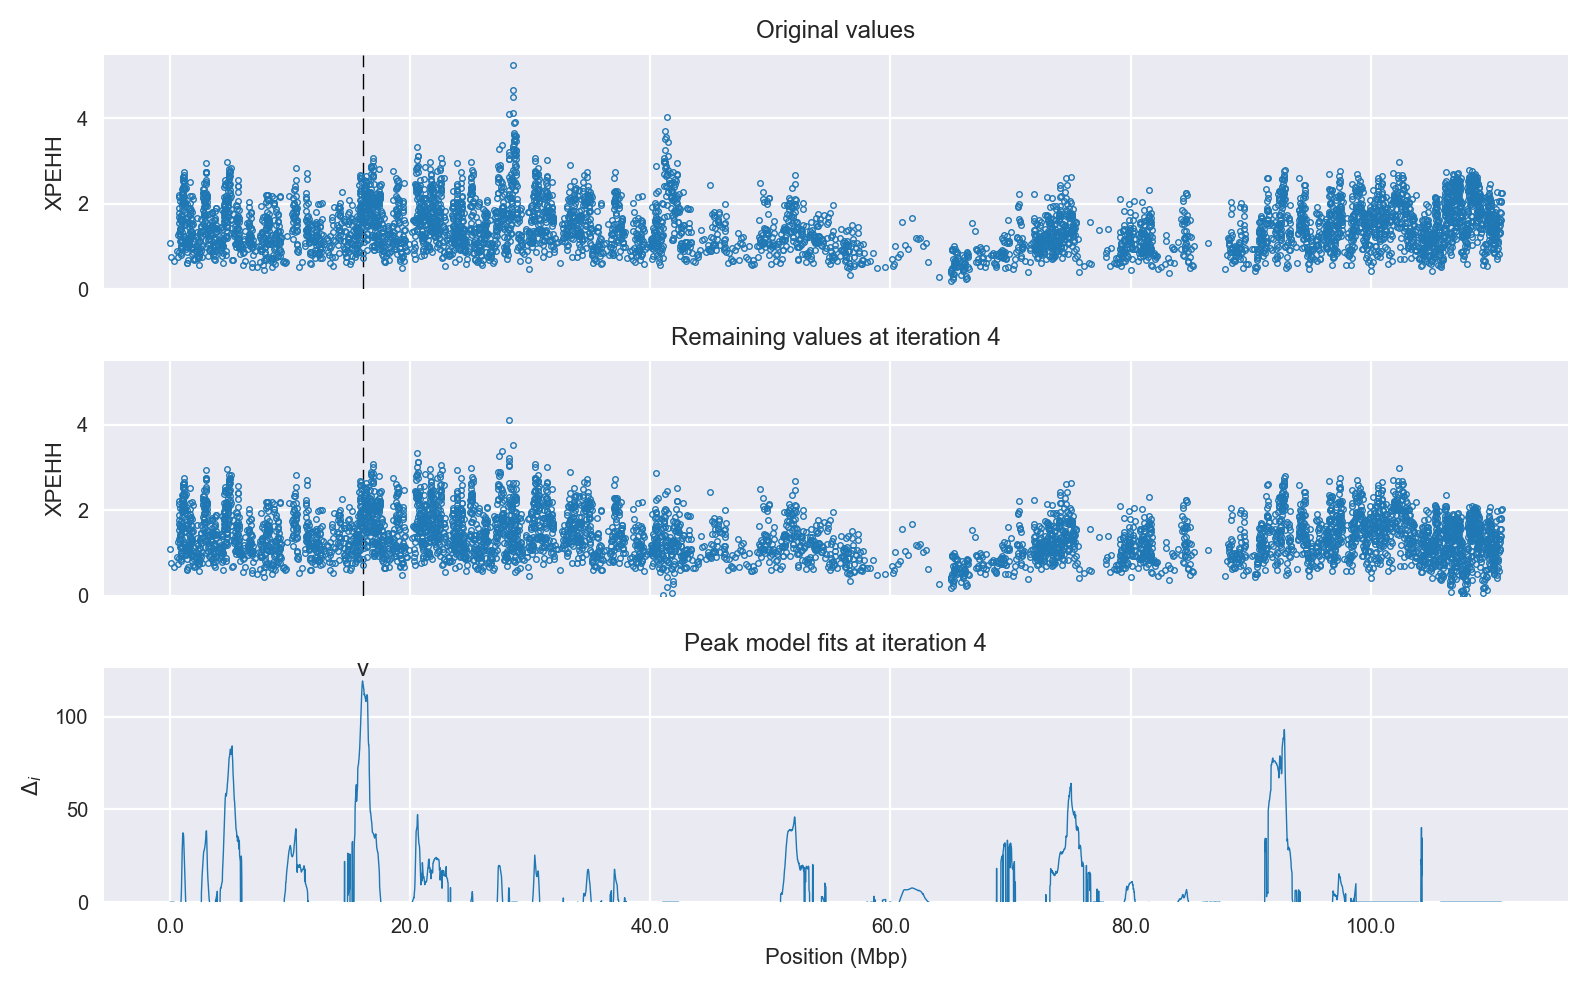 Original values
4
2
0
XPEHH
Remaining values at iteration 4
4
2
0
XPEHH
Peak model fits at iteration 4
v
100
50
0
Δi
0.0 20.0 40.0 60.0 80.0 100.0
Position (Mbp)